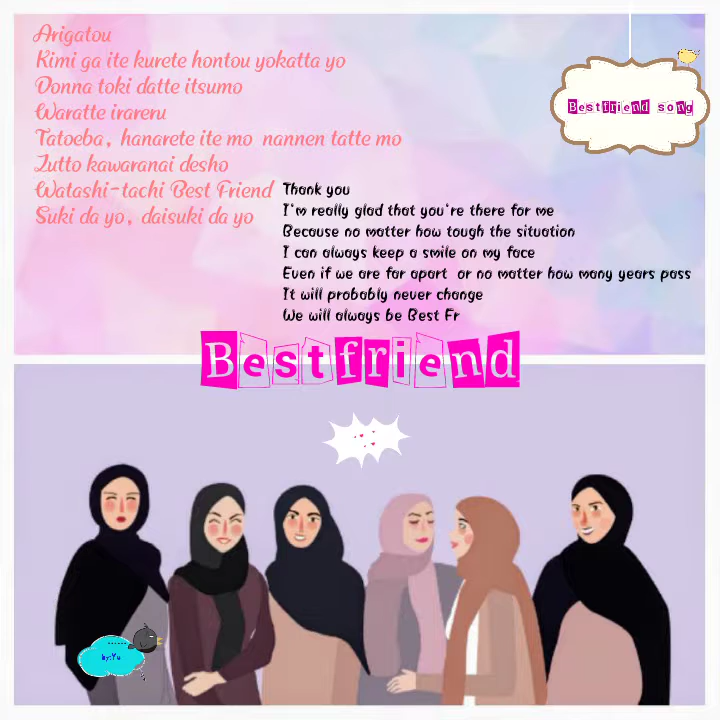 Arigatou
Kimi ga ite kurete hontou yokatta yo
Donna toki datte itsumo
Waratte irareru
Tatoeba, hanarete ite mo nannen tatte mo
Zutto kawaranai desho
Watashi-tachi Best Friend
Suki da yo, daisuki da yo
Bestfriend song
Thank you
I'm really glad that you're there for me
Because no matter how tough the situation
I can always keep a smile on my face
Even if we are far apart or no matter how many years pass
It will probably never change
We will always be Best Fr
Bestfriend
by:Yu